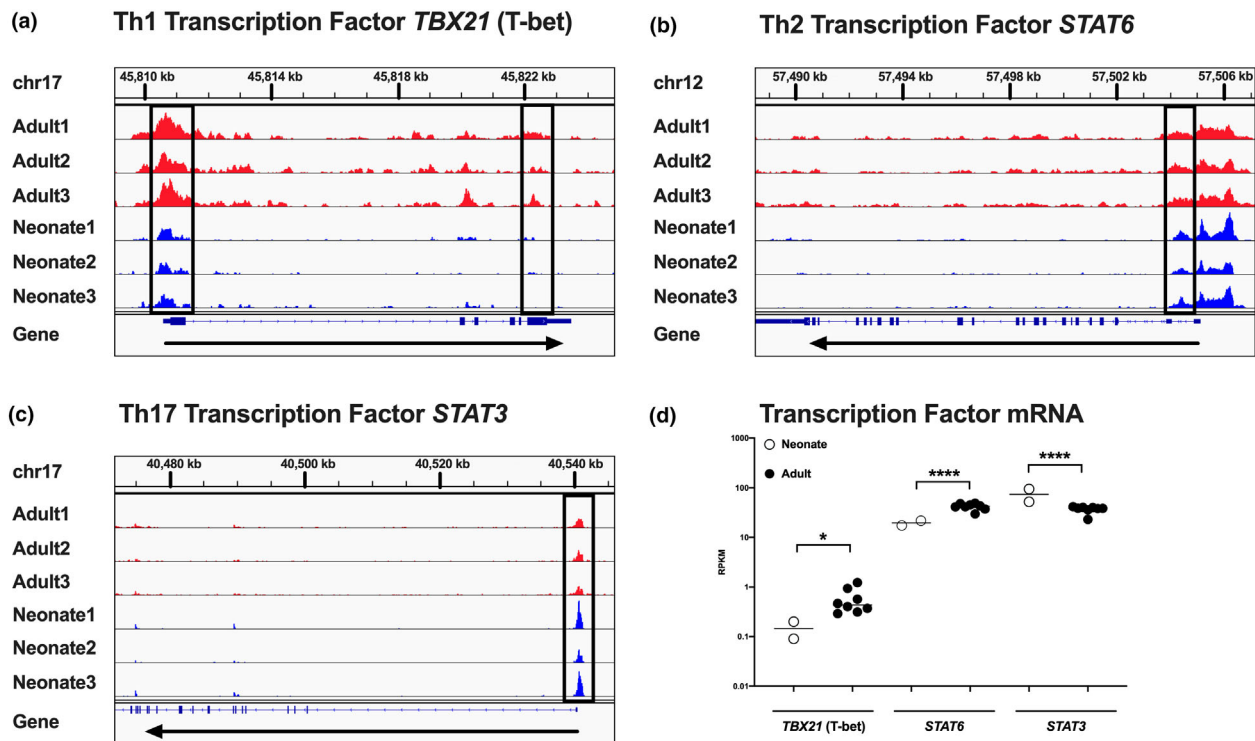 (a) Th1 Transcription Factor TBX21 (T-bet)
chr17 45,810 kb 45,814 kb 45,818 kb 45,822 kb
Adult1
Adult2
Adult3
Neonate1
Neonate2
Neonate3
Gene
(b) Th2 Transcription Factor STAT6
chr12 57,490 kb 57,494 kb 57,498 kb 57,502 kb 57,506 kb
Adult1
Adult2
Adult3
Neonate1
Neonate2
Neonate3
Gene
(c) Th17 Transcription Factor STAT3
chr17 40,480 kb 40,500 kb 40,520 kb 40,540 kb
Adult1
Adult2
Adult3
Neonate1
Neonate2
Neonate3
Gene
(d) Transcription Factor mRNA
Neonate
Adult
RPKM
1000
100
10
1
0.1
0.01
* **** ****
TBX21 (T-bet) STAT6 STAT3